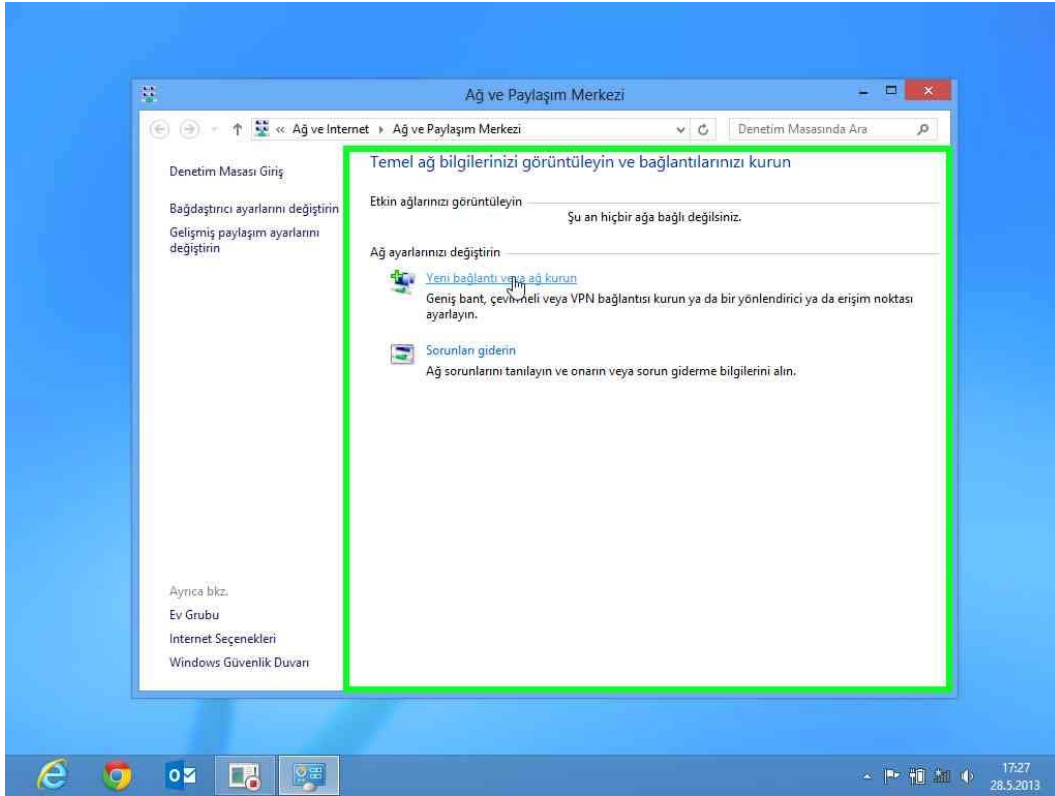 Ağ ve Paylaşım Merkezi
« Ağ ve Internet ▸ Ağ ve Paylaşım Merkezi
Denetim Masasında Ara
Denetim Masası Giriş
Bağdaştırıcı ayarlarını değiştirin
Gelişmiş paylaşım ayarlarını
değiştirin
Temel ağ bilgilerinizi görüntüleyin ve bağlantılarınızı kurun
Etkin ağlarınızı görüntüleyin
Şu an hiçbir ağa bağlı değilsiniz.
Ağ ayarlarınızı değiştirin
Yeni bağlantı veya ağ kurun
Geniş bant, çevirmeli veya VPN bağlantısı kurun ya da bir yönlendirici ya da erişim noktası
ayarlayın.
Sorunları giderin
Ağ sorunlarını tanılayın ve onarın veya sorun giderme bilgilerini alın.
Ayrıca bkz.
Ev Grubu
Internet Seçenekleri
Windows Güvenlik Duvarı
17:27
28.5.2013